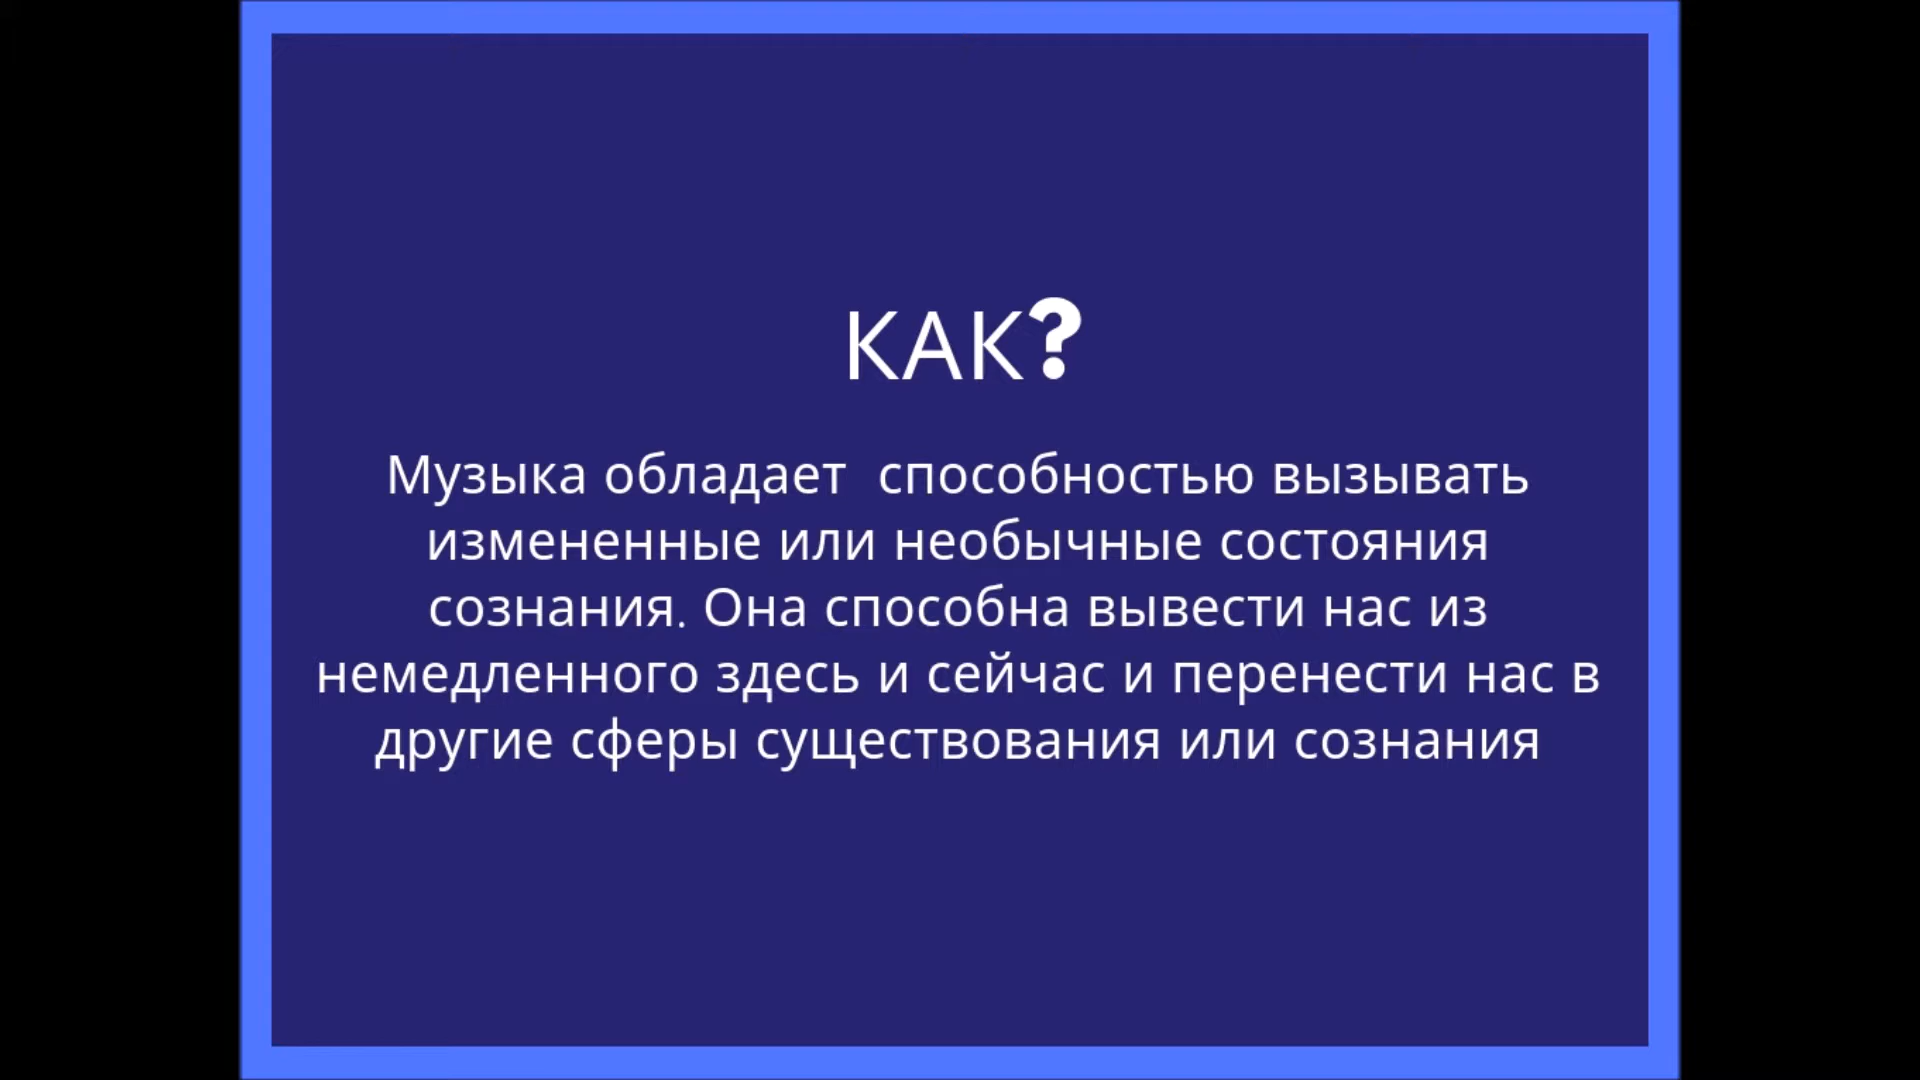 КАК?
Музыка обладает  способностью вызывать
измененные или необычные состояния
сознания. Она способна вывести нас из
немедленного здесь и сейчас и перенести нас в
другие сферы существования или сознания